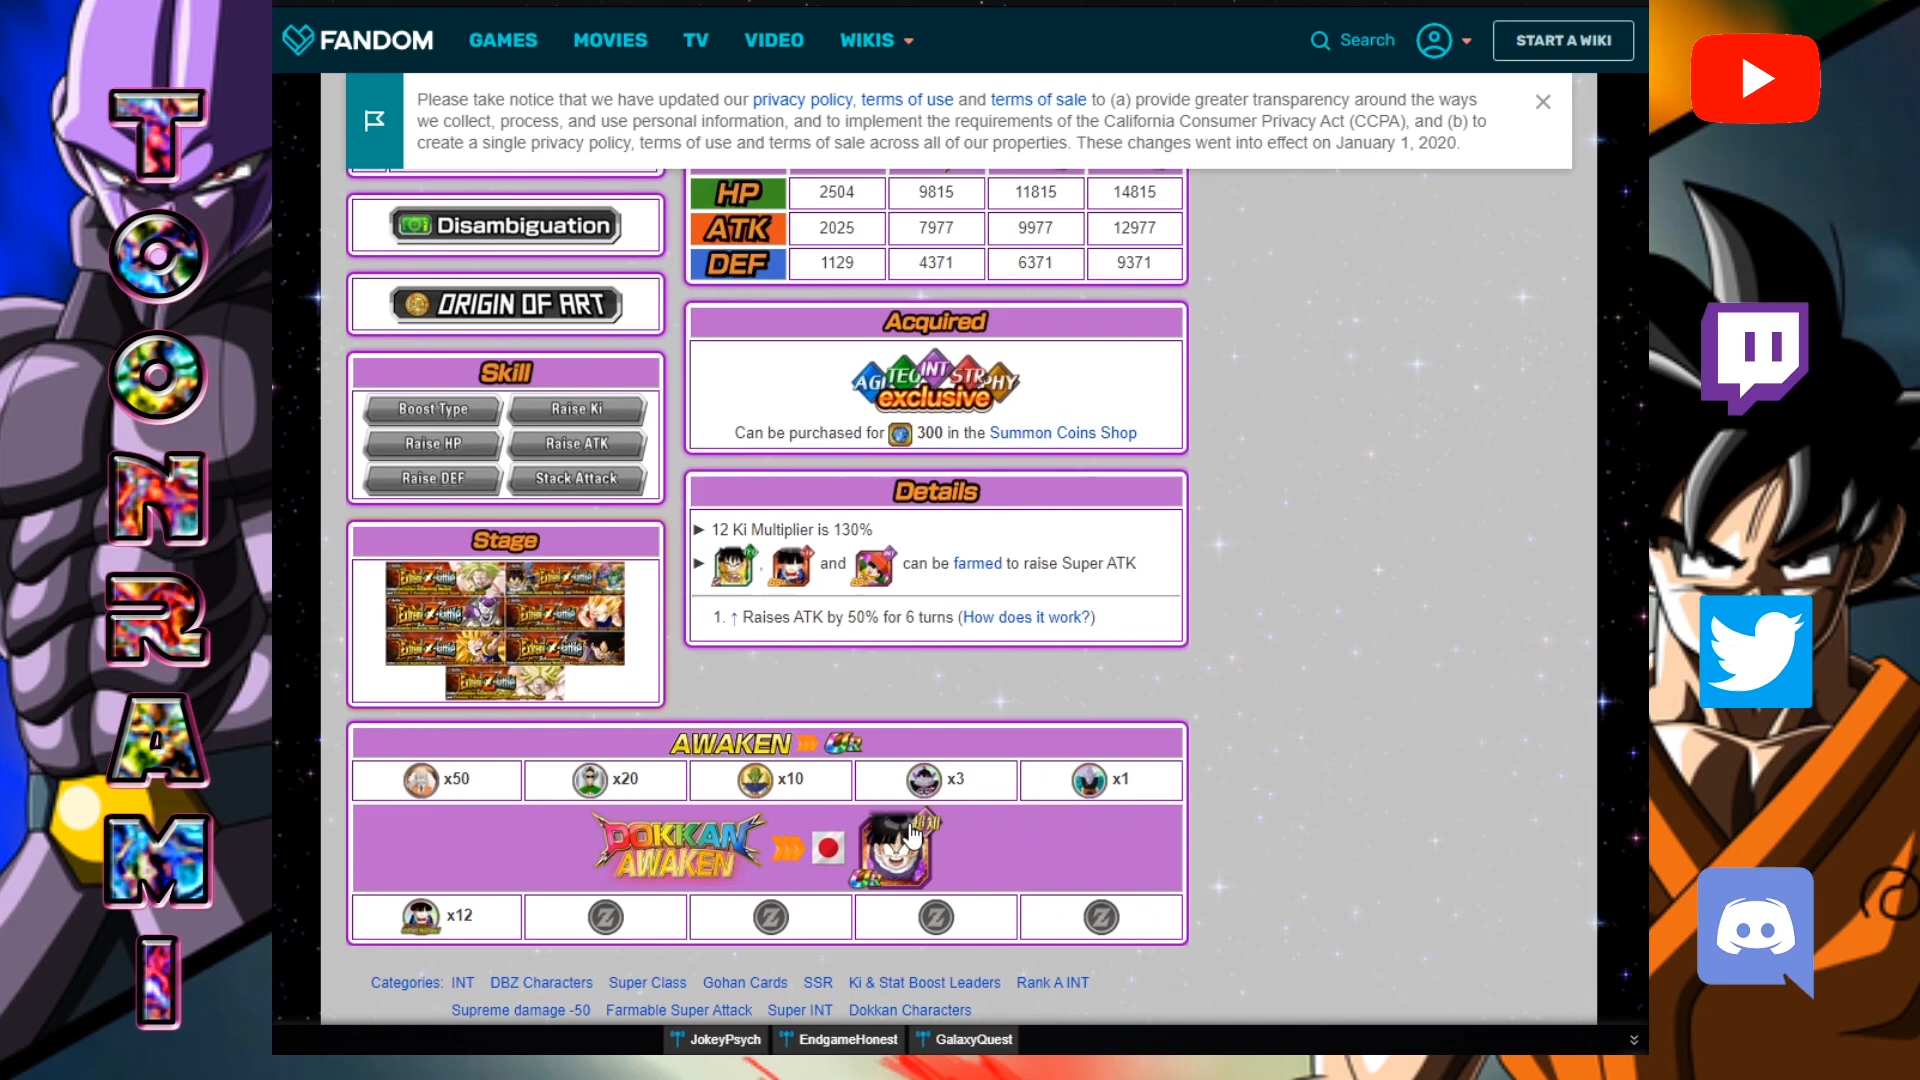 FANDOM GAMES MOVIES TV VIDEO WIKIS Search START A WIKI
Please take notice that we have updated our privacy policy, terms of use and terms of sale to (a) provide greater transparency around the ways
we collect, process, and use personal information, and to implement the requirements of the California Consumer Privacy Act (CCPA), and (b) to
create a single privacy policy, terms of use and terms of sale across all of our properties. These changes went into effect on January 1, 2020.
TOONRAMI
Disambiguation
ORIGIN OF ART
Skill
Boost Type Raise Ki
Raise HP Raise ATK
Raise DEF Stack Attack
Stage
HP 2504 9815 11815 14815
ATK 2025 7977 9977 12977
DEF 1129 4371 6371 9371
Acquired
AGI TEQ INT STR PHY
exclusive
Can be purchased for 300 in the Summon Coins Shop
Details
► 12 Ki Multiplier is 130%
► , and can be farmed to raise Super ATK
1. ↑ Raises ATK by 50% for 6 turns (How does it work?)
AWAKEN UR
x50 x20 x10 x3 x1
DOKKAN
AWAKEN
超知
UR
x12 Z Z Z Z
Categories: INT DBZ Characters Super Class Gohan Cards SSR Ki & Stat Boost Leaders Rank A INT
Supreme damage -50 Farmable Super Attack Super INT Dokkan Characters
JokeyPsych EndgameHonest GalaxyQuest